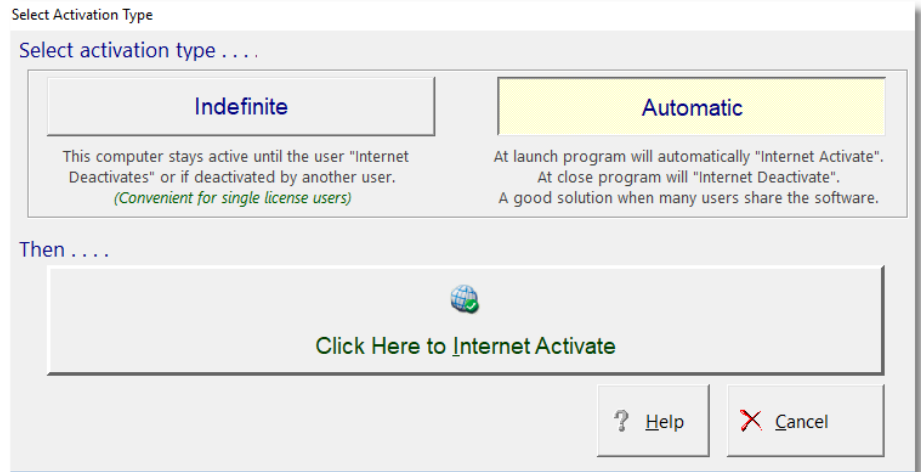 Select Activation Type
Select activation type . . . .
Indefinite
This computer stays active until the user "Internet
Deactivates" or if deactivated by another user.
(Convenient for single license users)
Automatic
At launch program will automatically "Internet Activate".
At close program will "Internet Deactivate".
A good solution when many users share the software.
Then . . . .
Click Here to Internet Activate
? Help
Cancel